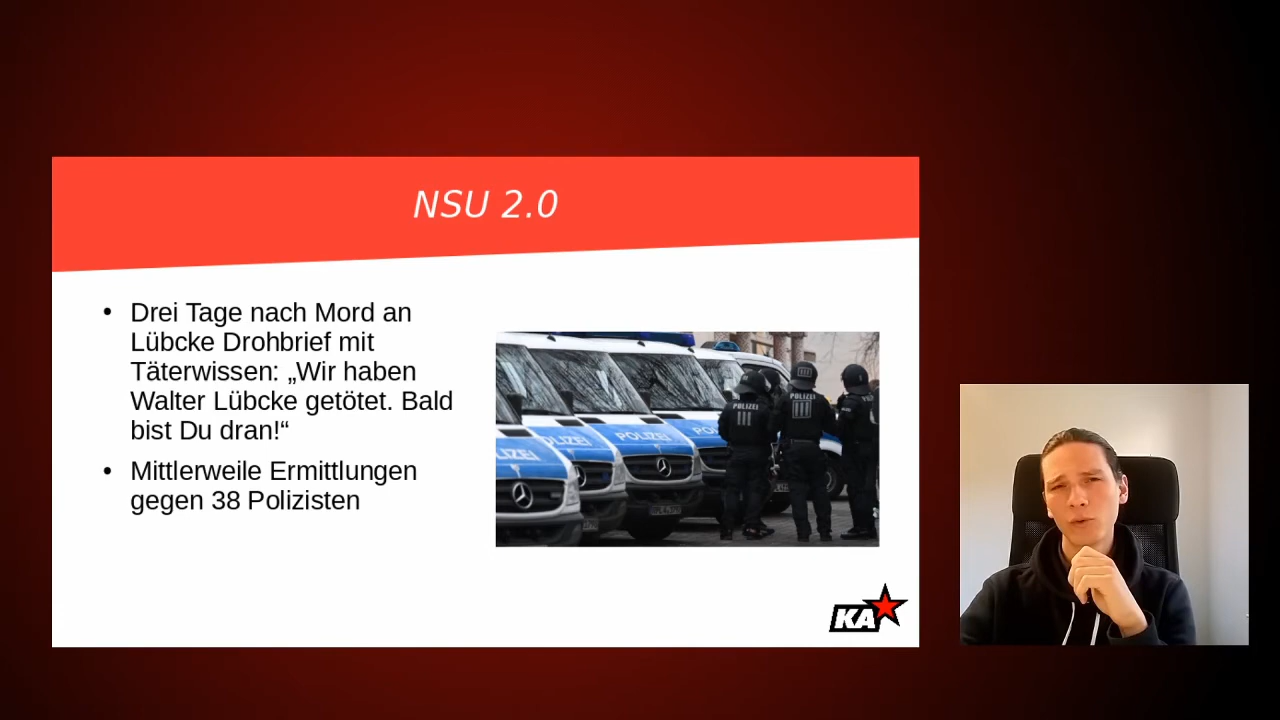 NSU 2.0
• Drei Tage nach Mord an
Lübcke Drohbrief mit
Täterwissen: „Wir haben
Walter Lübcke getötet. Bald
bist Du dran!“
• Mittlerweile Ermittlungen
gegen 38 Polizisten
POLIZEI
POLIZEI
POLIZEI
KA